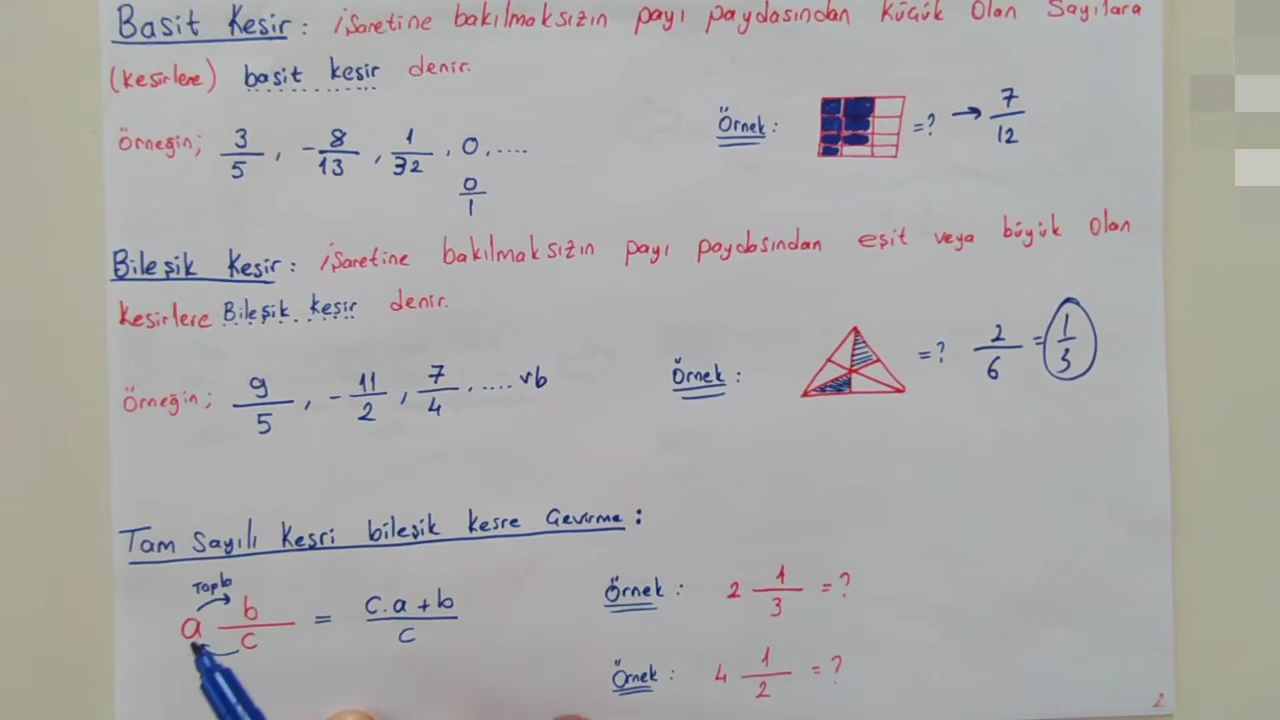 Basit Kesir: işaretine bakılmaksızın payı paydasından küçük olan sayılara
(kesirlere) basit kesir denir.
Örneğin; 3/5, -8/13, 1/32, 0, ....
0/1
Örnek: =? → 7/12
Bileşik Kesir: işaretine bakılmaksızın payı paydasından eşit veya büyük olan
kesirlere Bileşik kesir denir.
Örneğin; 9/5, -11/2, 7/4, .... vb
Örnek: =? 2/6 = 1/3
Tam Sayılı Kesri bileşik kesre Çevirme:
Topla
a b/c = c.a+b/c
Örnek: 2 1/3 = ?
Örnek: 4 1/2 = ?
2